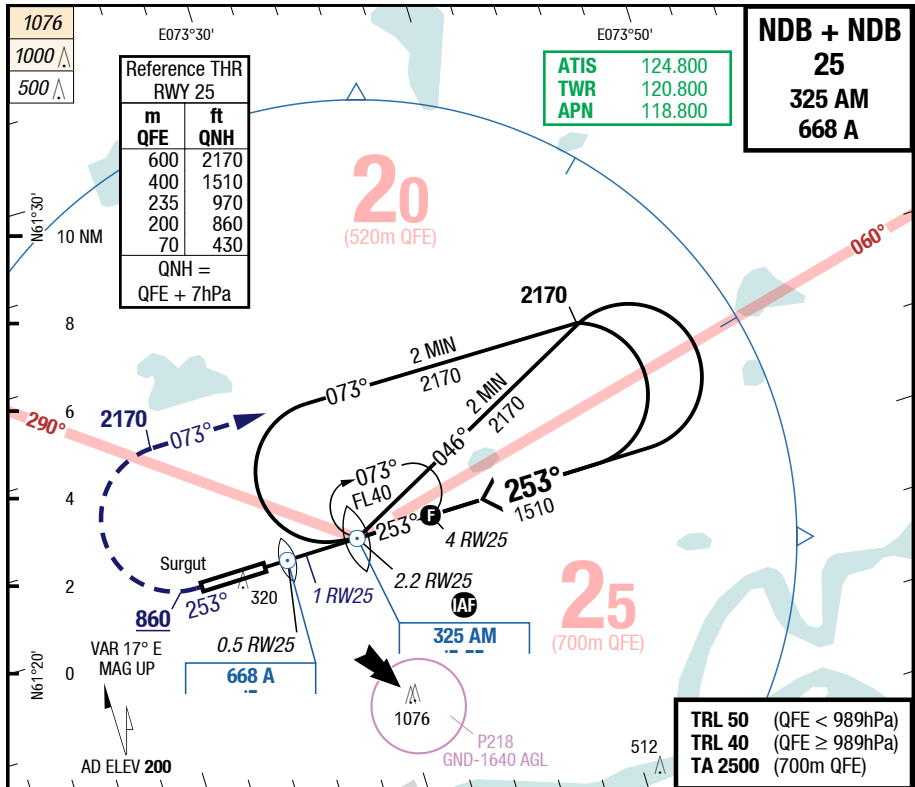 1076
1000
500
E073°30'
E073°50'
NDB + NDB
25
325 AM
668 A
Reference THR
RWY 25
m ft
QFE QNH
600 2170
400 1510
235 970
200 860
70 430
QNH =
QFE + 7hPa
ATIS 124.800
TWR 120.800
APN 118.800
N61°30'
10 NM
20
(520m QFE)
060°
8
2170
2 MIN
2170
073°
2 MIN
2170
046°
6
2170
073°
290°
4
073°
FL40
253°
F
253°
1510
4 RW25
Surgut
2
2.2 RW25
1 RW25
320
253°
860
0.5 RW25
IAF
25
(700m QFE)
325 AM
668 A
VAR 17° E
MAG UP
N61°20'
0
1076
P218
GND-1640 AGL
512
AD ELEV 200
TRL 50 (QFE < 989hPa)
TRL 40 (QFE ≥ 989hPa)
TA 2500 (700m QFE)